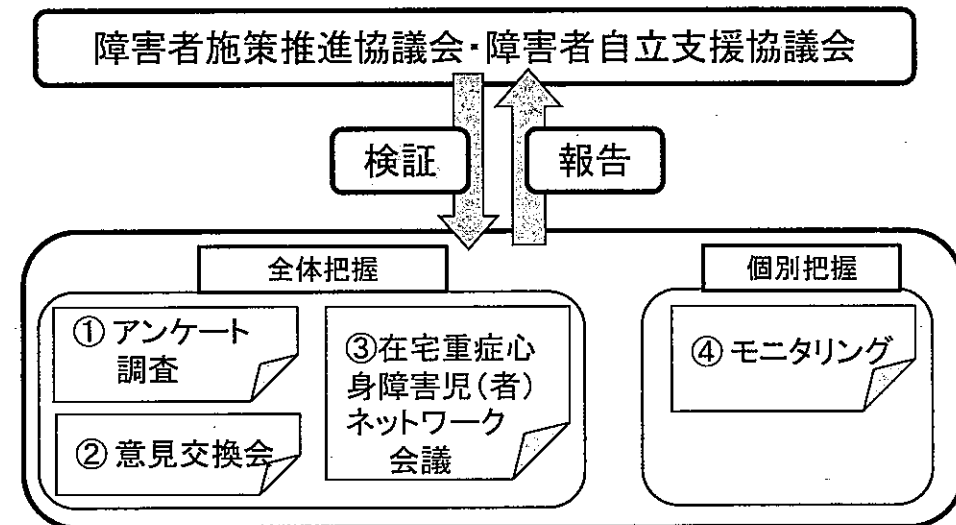 障害者施策推進協議会・障害者自立支援協議会
検証
報告
全体把握
①アンケート
調査
②意見交換会
③在宅重症心
身障害児(者)
ネットワーク
会議
個別把握
④モニタリング